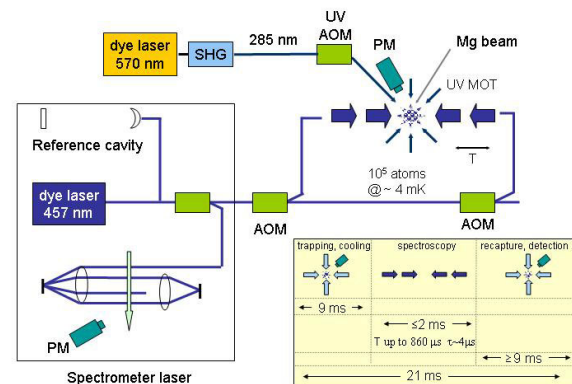 UV
AOM
dye laser
570 nm
SHG
285 nm
PM
Mg beam
UV MOT
Reference cavity
T
10⁵ atoms
@~ 4 mK
dye laser
457 nm
AOM
AOM
PM
Spectrometer laser
trapping, cooling
spectroscopy
recapture, detection
9 ms
≤2 ms
T up to 860 µs τ~4µs
≥9 ms
21 ms